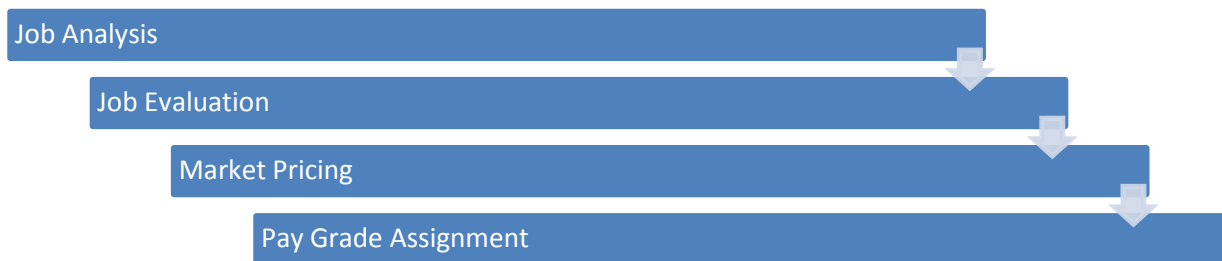 Job Analysis
Job Evaluation
Market Pricing
Pay Grade Assignment